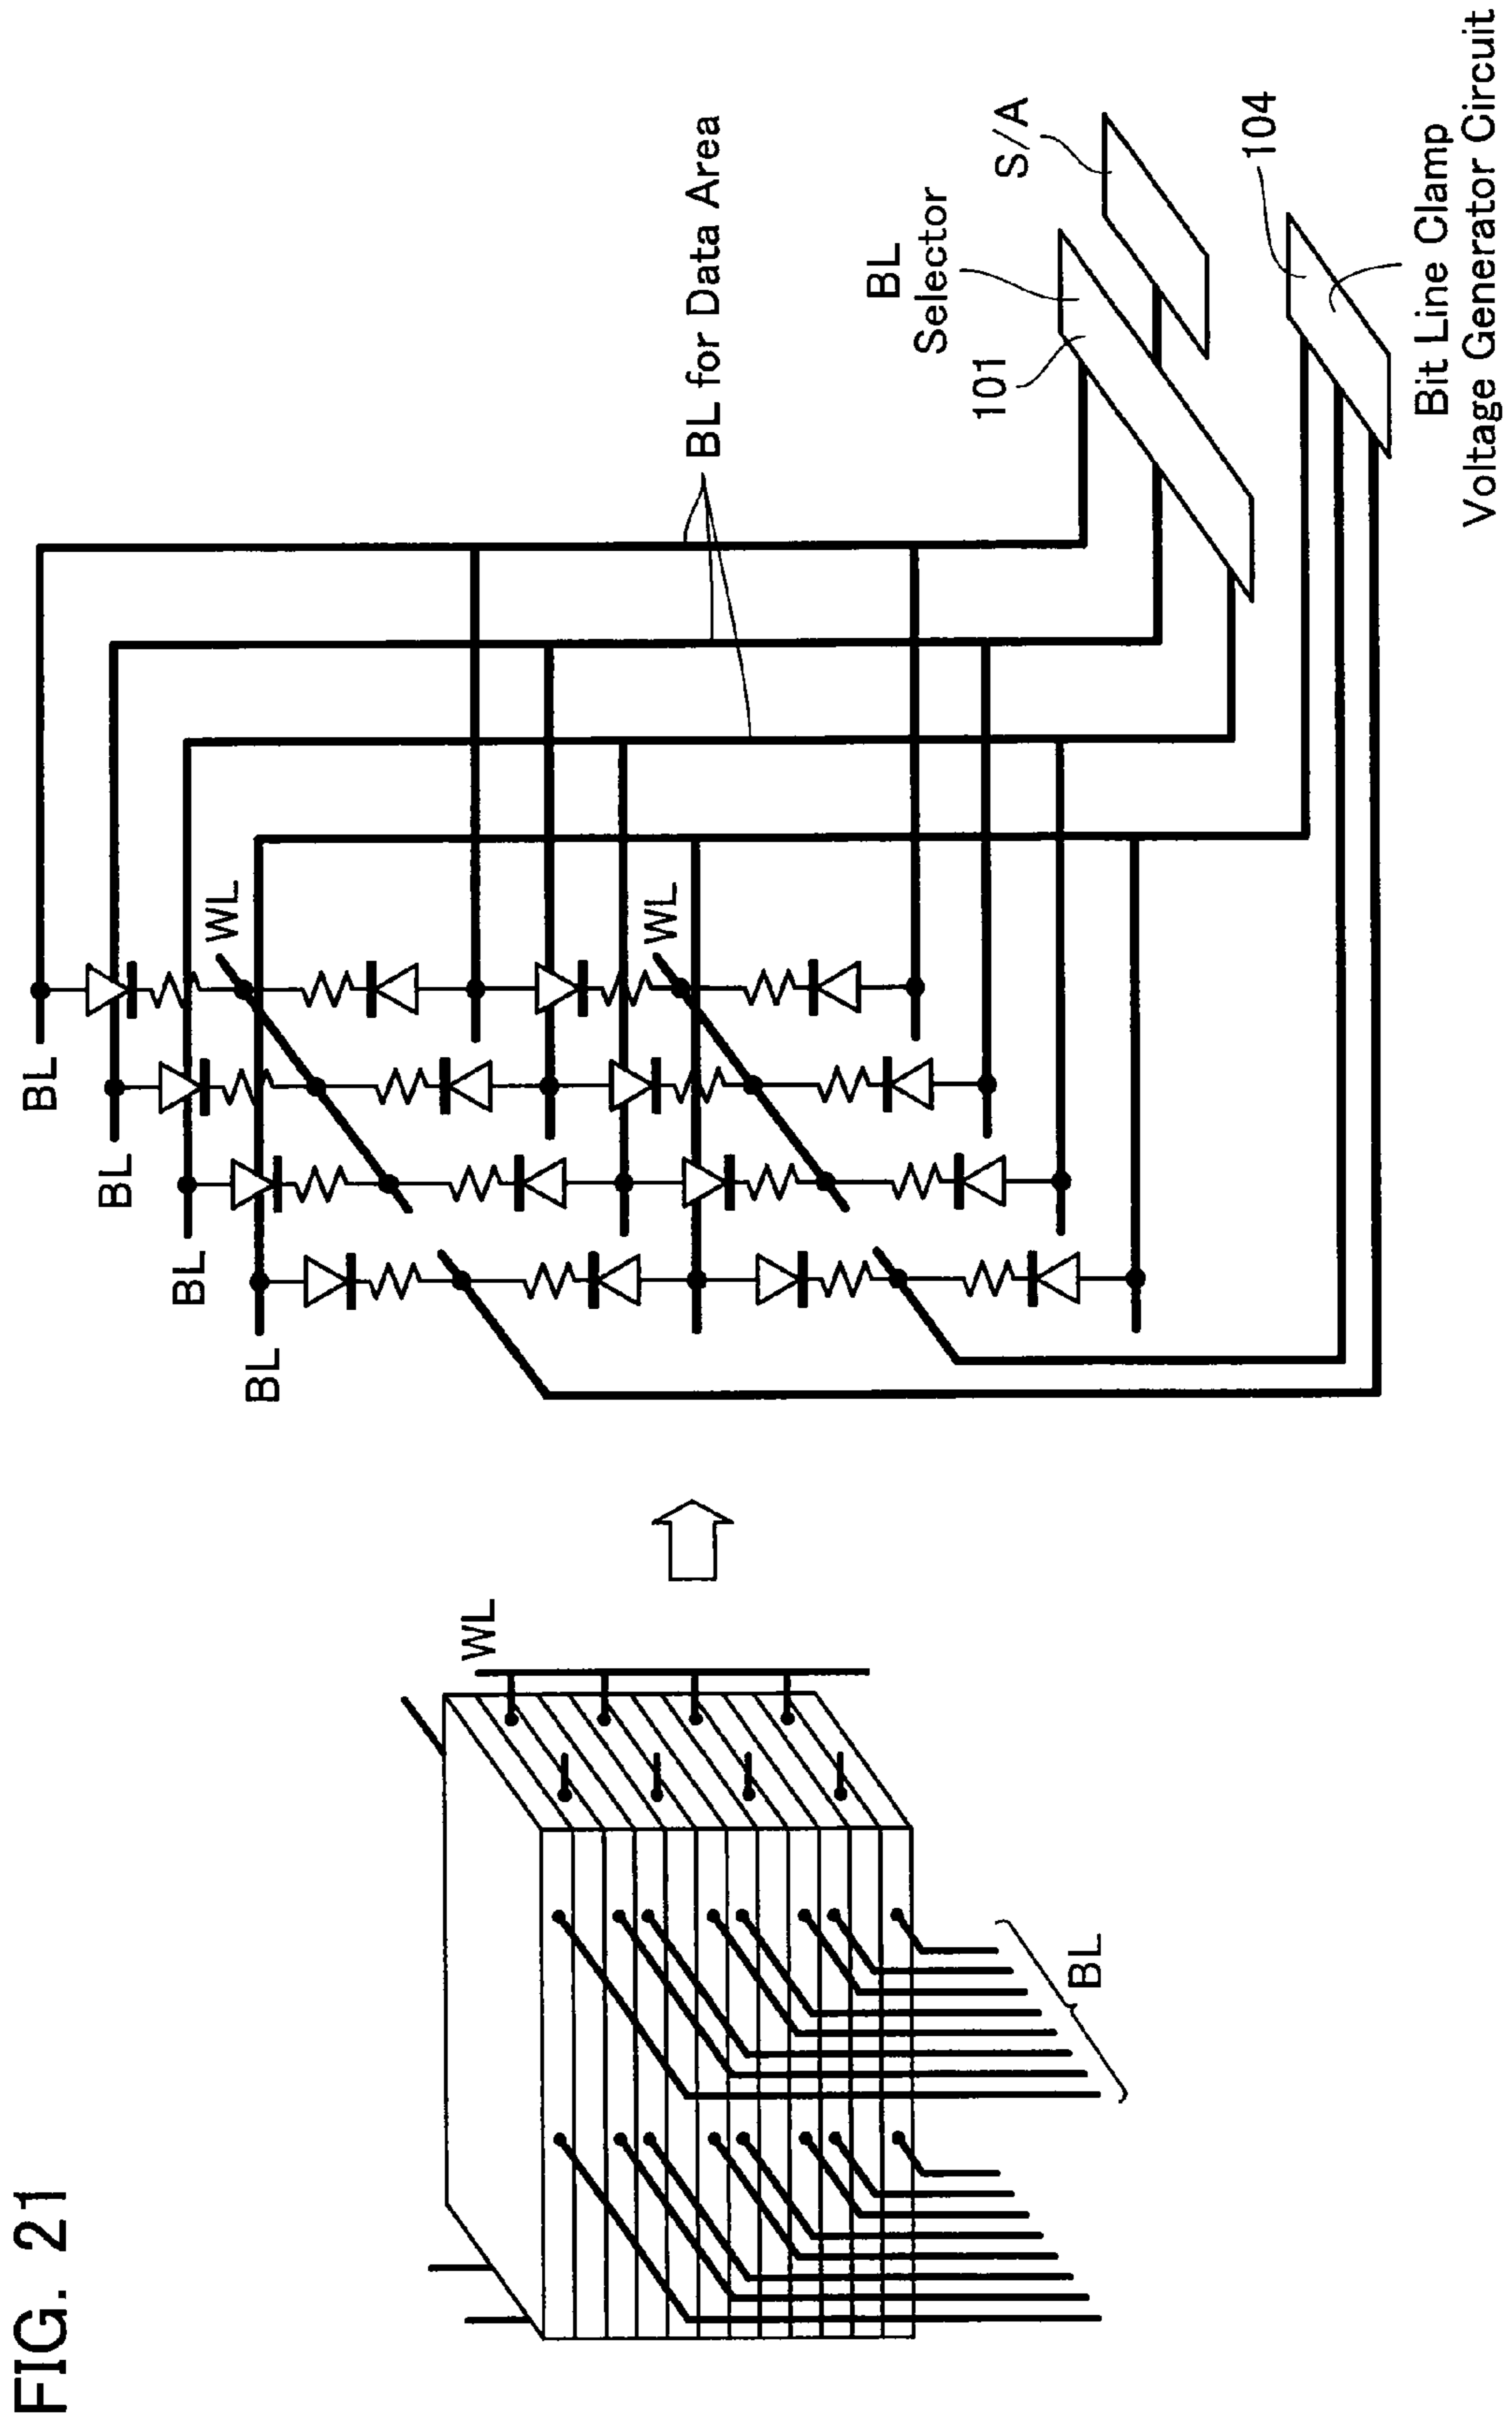 FIG. 21
WL
BL
BL
BL
BL
BL
WL
WL
BL for Data Area
BL
Selector
101
S/A
104
Bit Line Clamp
Voltage Generator Circuit